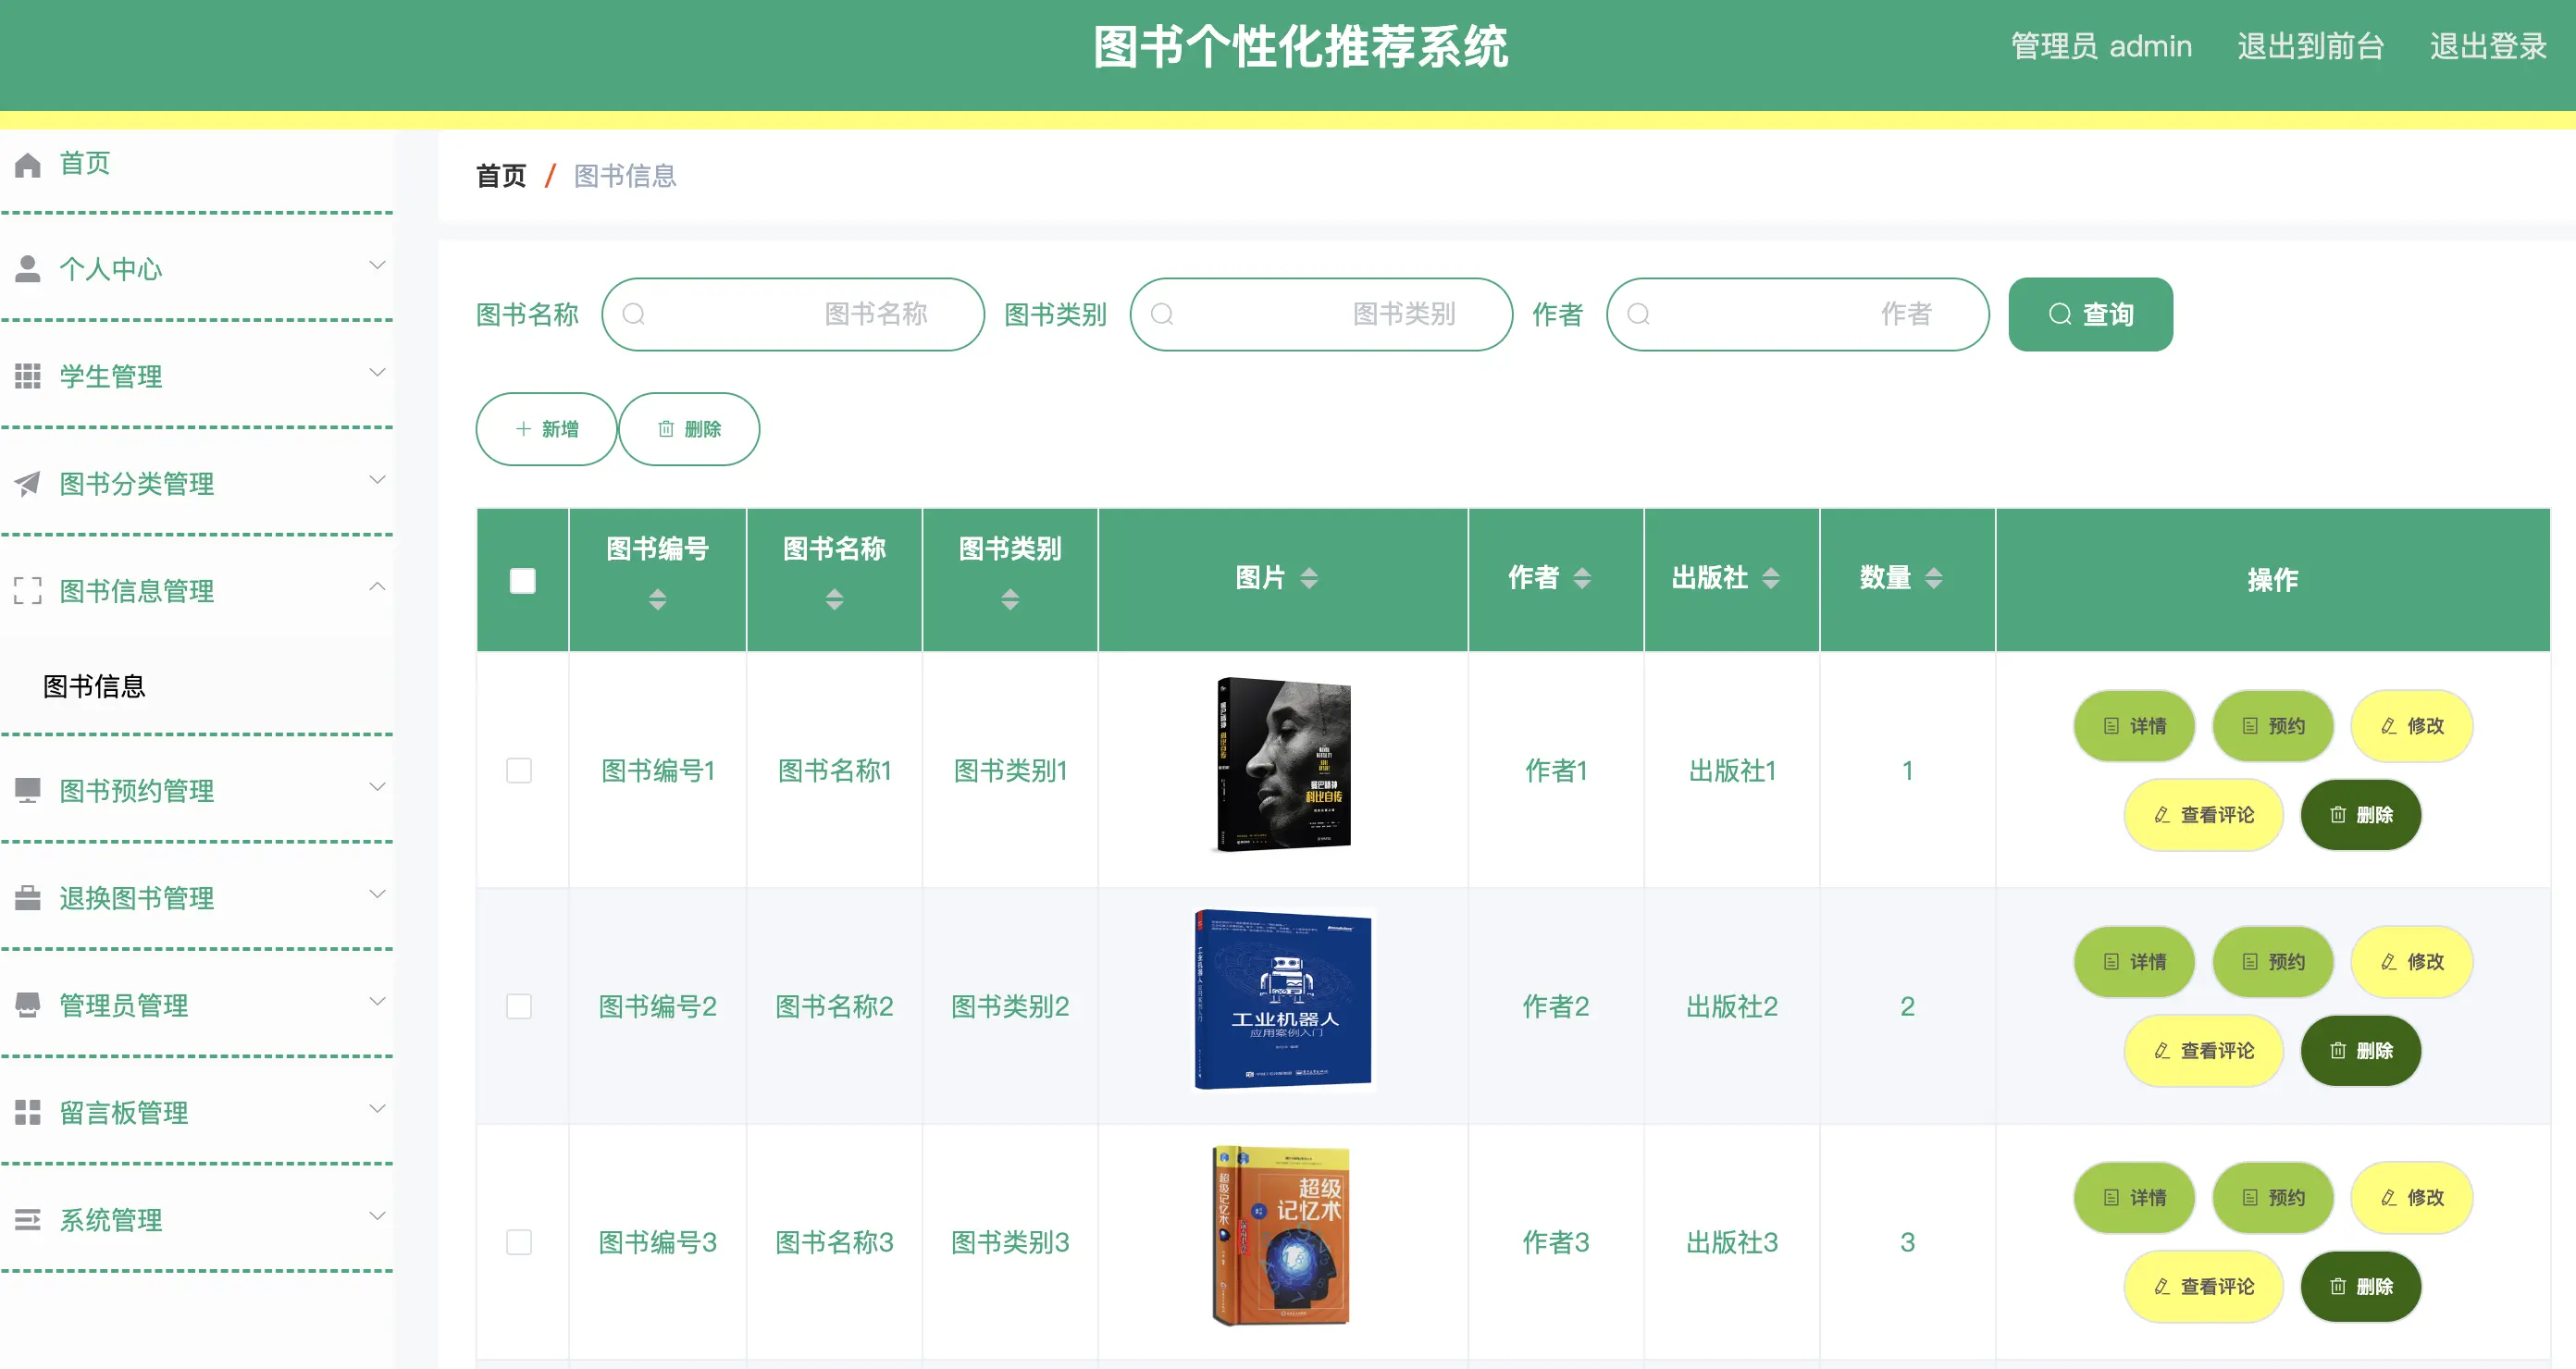 图书个性化推荐系统
管理员 admin 退出到前台 退出登录
首页
个人中心
学生管理
图书分类管理
图书信息管理
图书信息
图书预约管理
退换图书管理
管理员管理
留言板管理
系统管理
首页 / 图书信息
图书名称 图书名称 图书类别 图书类别 作者 作者 查询
新增 删除
图书编号 图书名称 图书类别 图片 作者 出版社 数量 操作
图书编号1 图书名称1 图书类别1 作者1 出版社1 1
曼巴精神
科比自传
详情 预约 修改
查看评论 删除
图书编号2 图书名称2 图书类别2 作者2 出版社2 2
工业机器人
应用案例入门
详情 预约 修改
查看评论 删除
图书编号3 图书名称3 图书类别3 作者3 出版社3 3
超级记忆术
超级
记忆术
详情 预约 修改
查看评论 删除